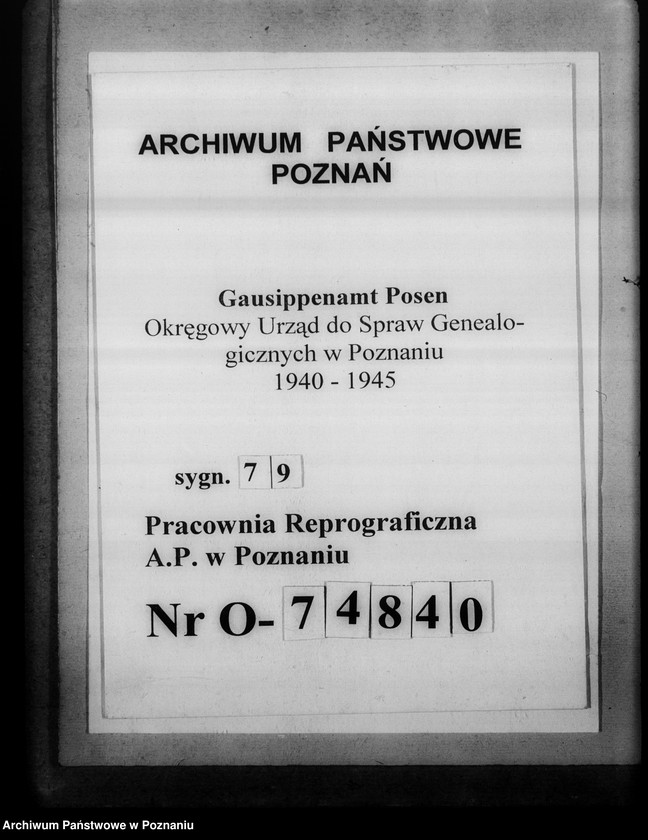 ARCHIWUM PAŃSTWOWE
POZNAŃ
Gausippenamt Posen
Okręgowy Urząd do Spraw Genealo-
gicznych w Poznaniu
1940 - 1945
sygn. 79
Pracownia Reprograficzna
A.P. w Poznaniu
Nr O-74840
Archiwum Państwowe w Poznaniu